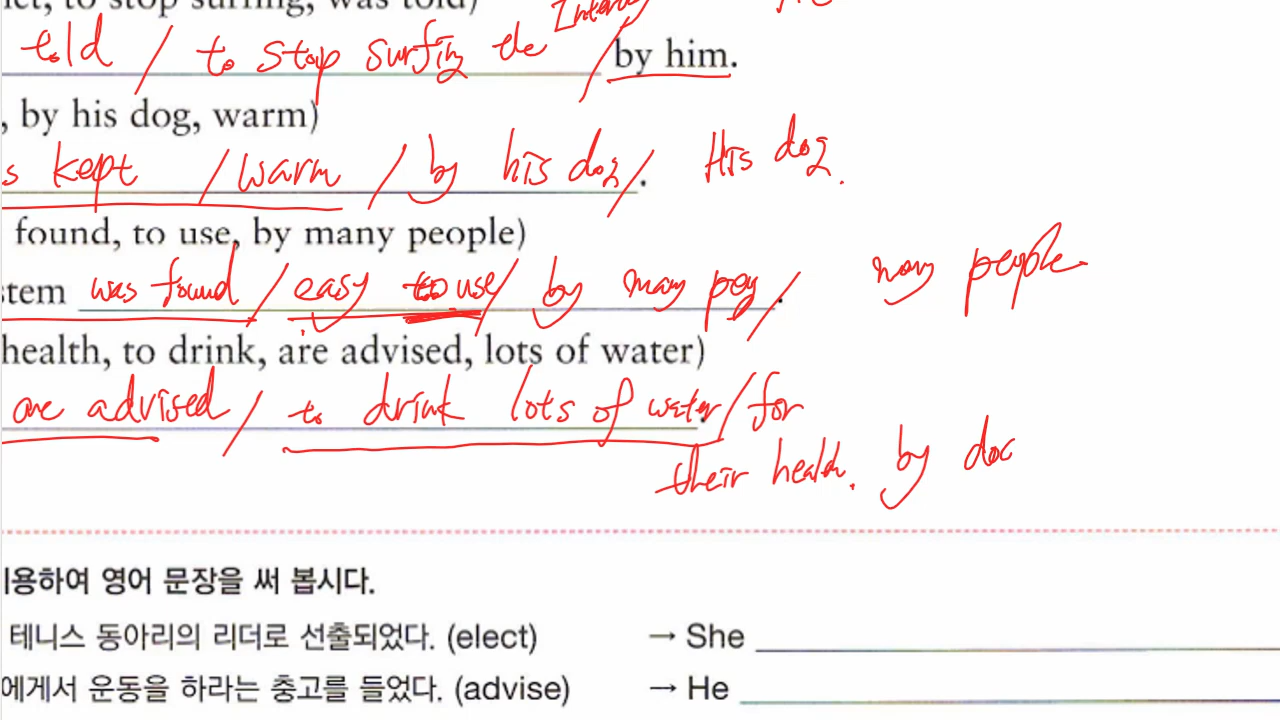 to stop surfing, was told)
told / to stop surfing the / by him.
, by his dog, warm)
s kept / warm / by his dog / . His dog.
found, to use, by many people)
stem was found / easy to use / by many / . many people
health, to drink, are advised, lots of water)
are advised / to drink lots of water / for
their health. by doc
용하여 영어 문장을 써 봅시다.
테니스 동아리의 리더로 선출되었다. (elect) → She
에게서 운동을 하라는 충고를 들었다. (advise) → He